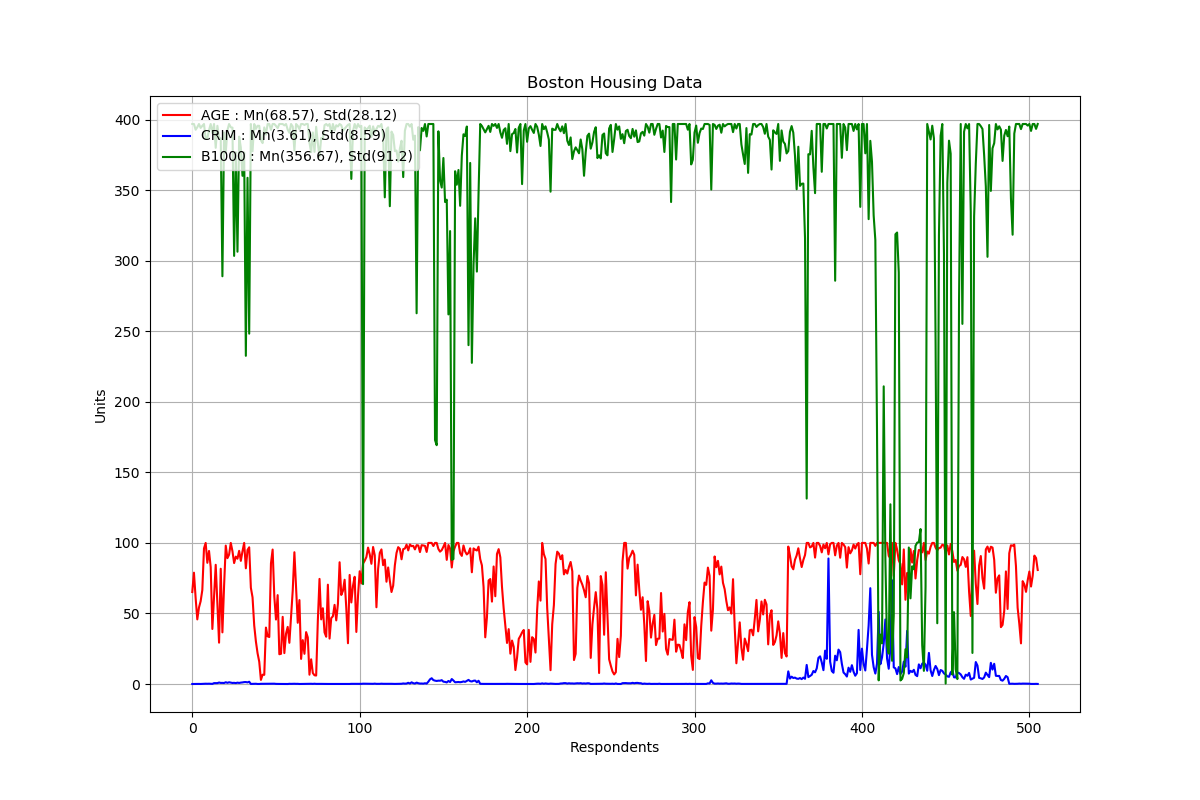 Boston Housing Data
AGE : Mn(68.57), Std(28.12)
CRIM : Mn(3.61), Std(8.59)
B1000 : Mn(356.67), Std(91.2)
400
350
300
250
200
150
100
50
0
Units
0 100 200 300 400 500
Respondents